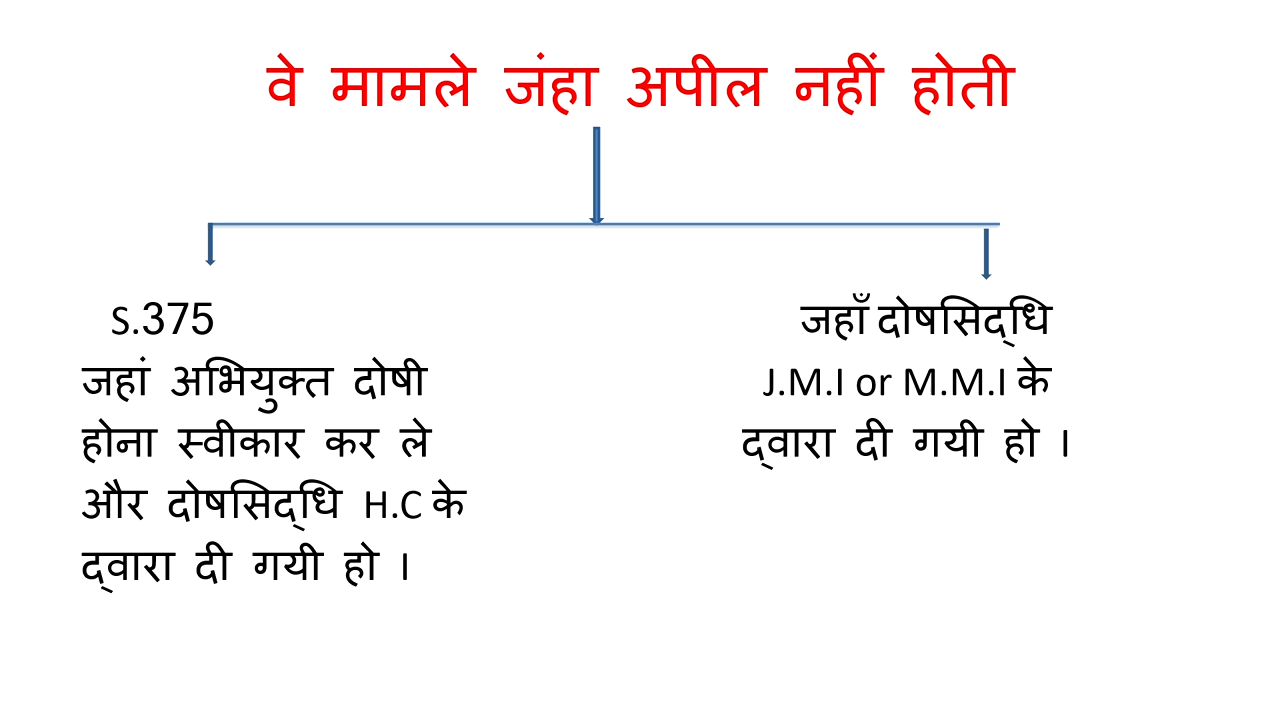 वे मामले जंहा अपील नहीं होती
S.375
जहां अभियुक्त दोषी
होना स्वीकार कर ले
और दोषसिद्धि H.C के
द्वारा दी गयी हो ।
जहाँ दोषसिद्धि
J.M.I or M.M.I के
द्वारा दी गयी हो ।